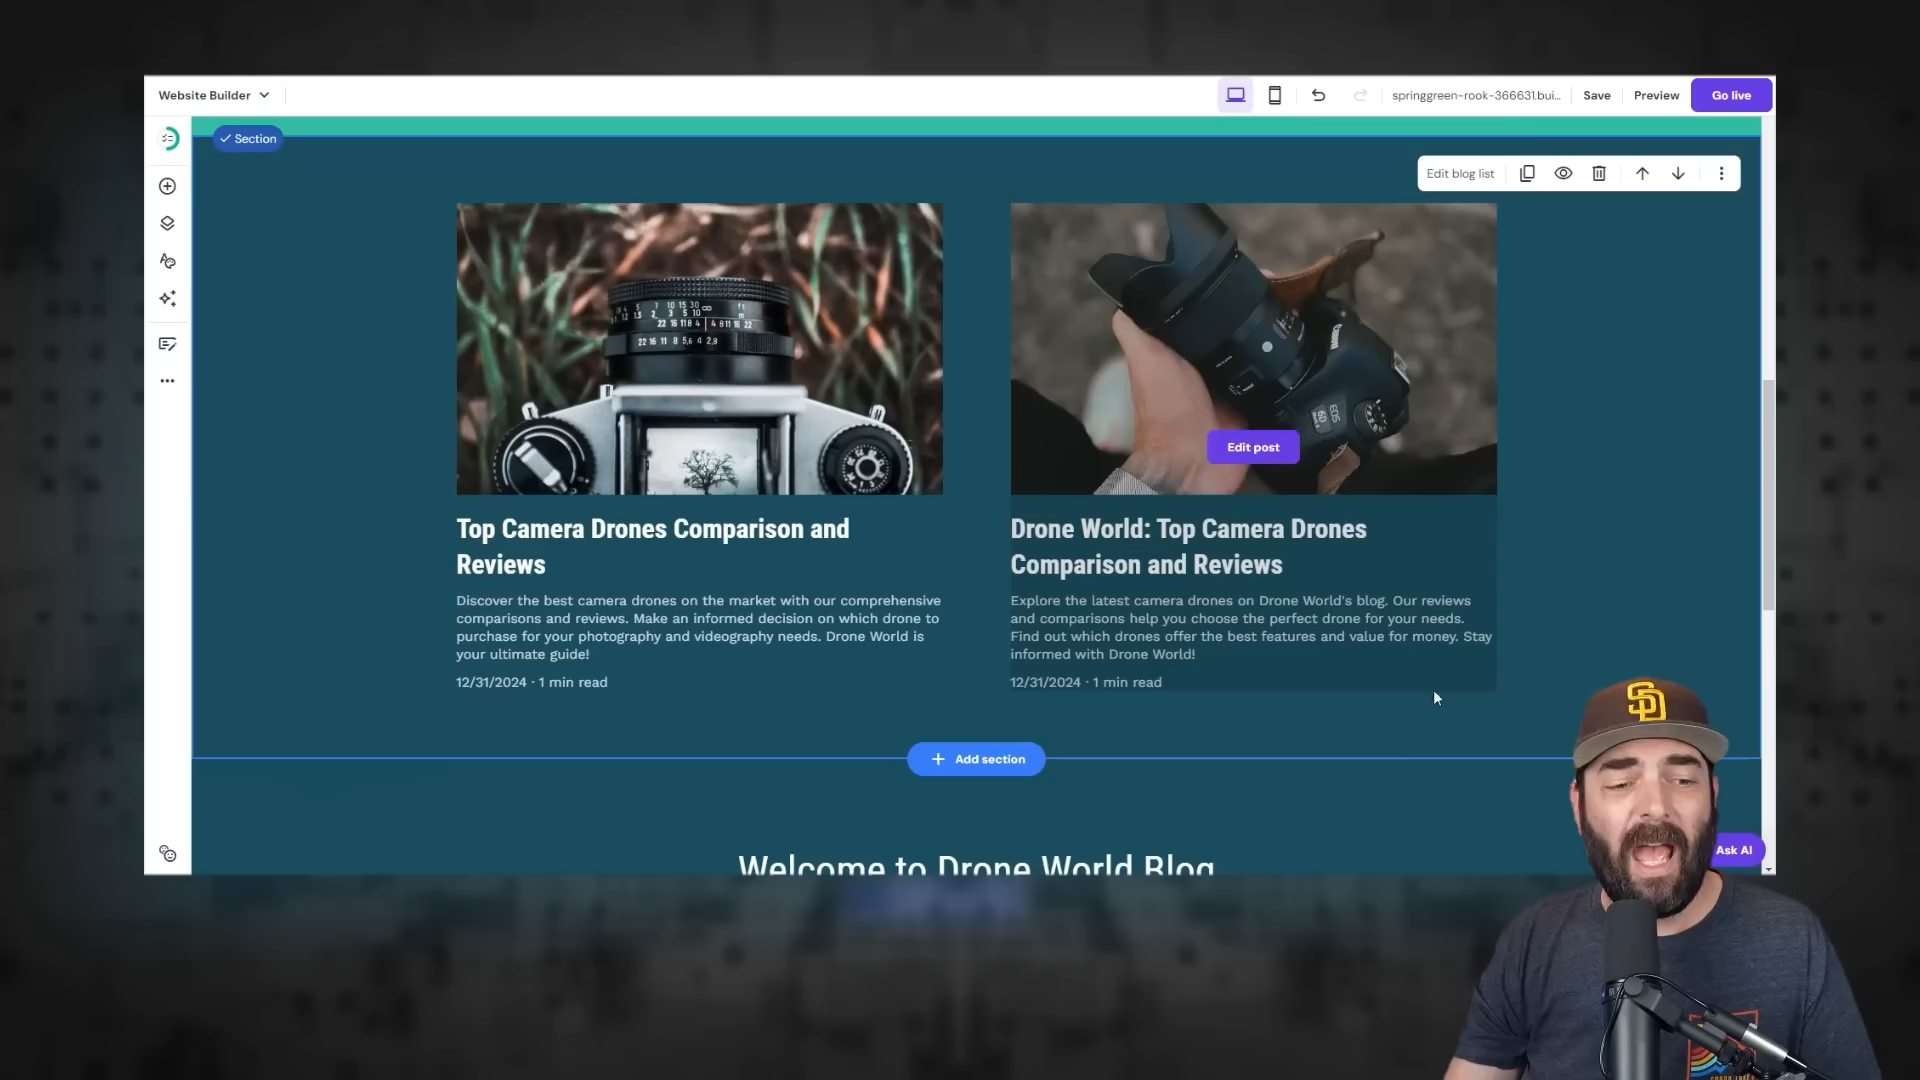 Website Builder
springgreen-rook-366631.bui...
Save
Preview
Go live
Section
Edit blog list
Edit post
Top Camera Drones Comparison and
Reviews
Discover the best camera drones on the market with our comprehensive
comparisons and reviews. Make an informed decision on which drone to
purchase for your photography and videography needs. Drone World is
your ultimate guide!
12/31/2024 · 1 min read
Drone World: Top Camera Drones
Comparison and Reviews
Explore the latest camera drones on Drone World's blog. Our reviews
and comparisons help you choose the perfect drone for your needs.
Find out which drones offer the best features and value for money. Stay
informed with Drone World!
12/31/2024 · 1 min read
Add section
Welcome to Drone World Blog
Ask AI
SD